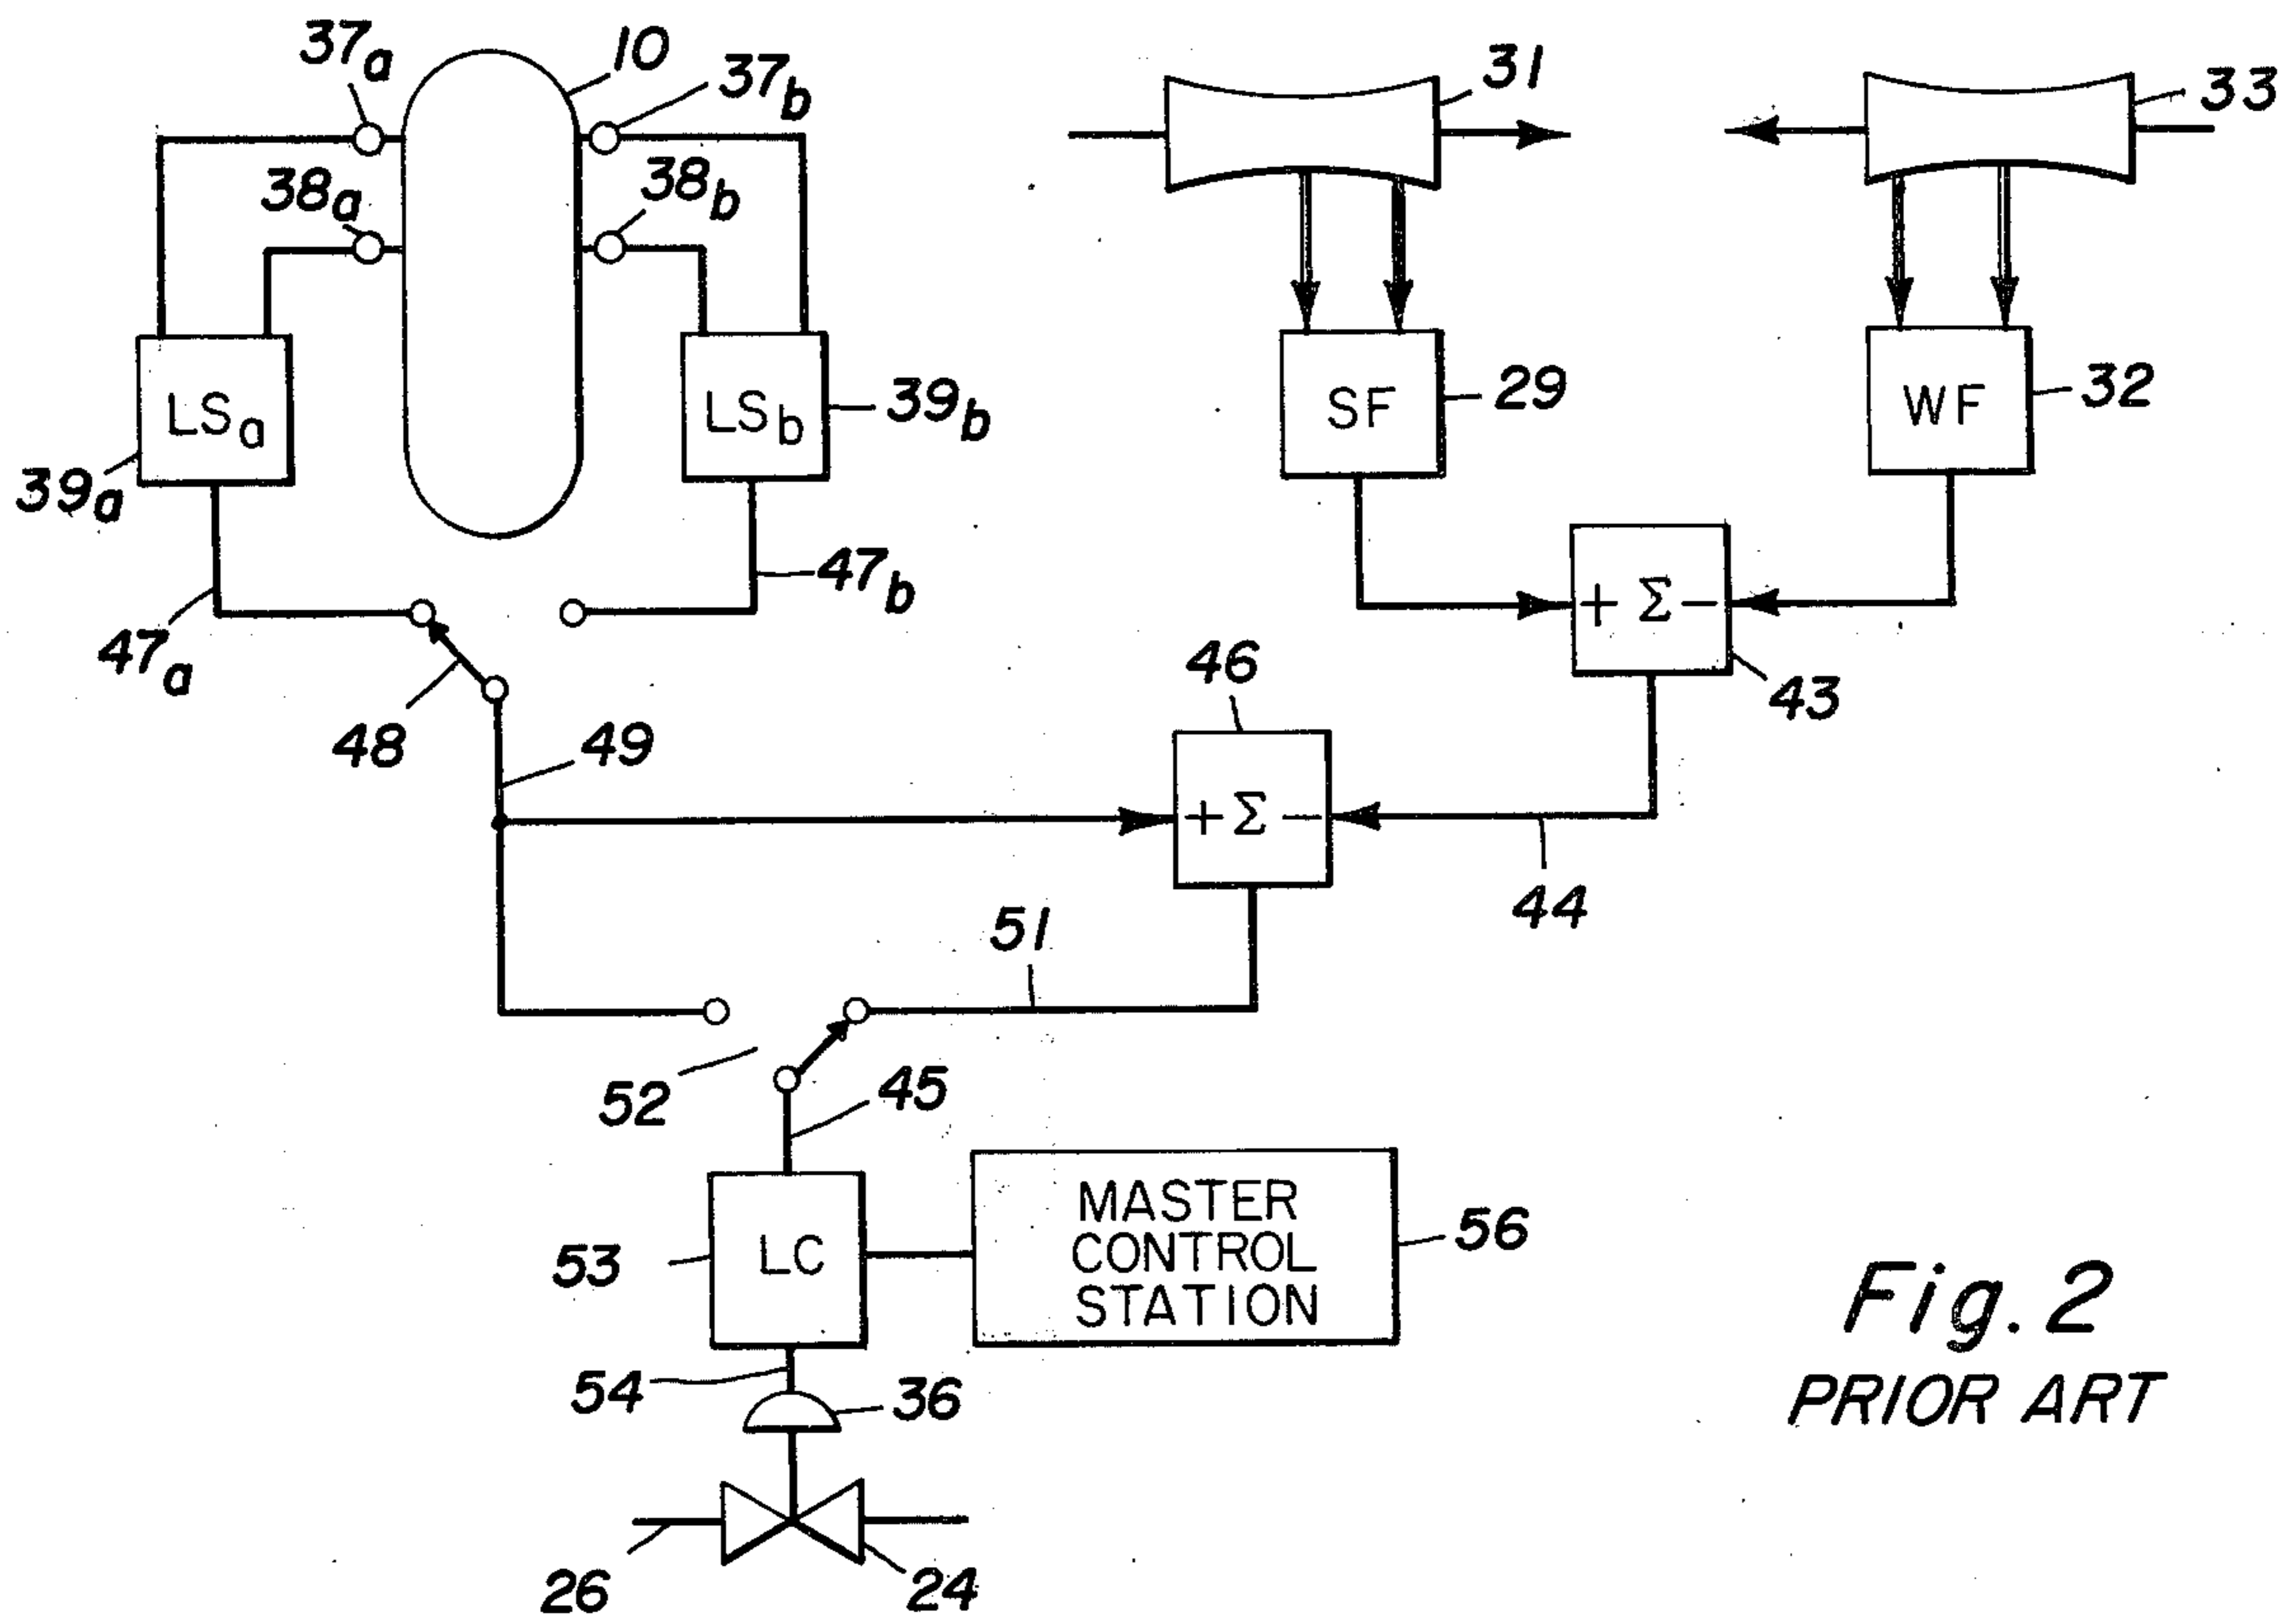 37a
10
37b
31
33
38a
38b
LSa
LSb
39b
SF
29
WF
32
39a
47b
+ Σ −
47a
46
43
48
49
+ Σ −
44
51
52
45
MASTER
CONTROL
STATION
56
53
LC
54
36
Fig. 2
PRIOR ART
26
24